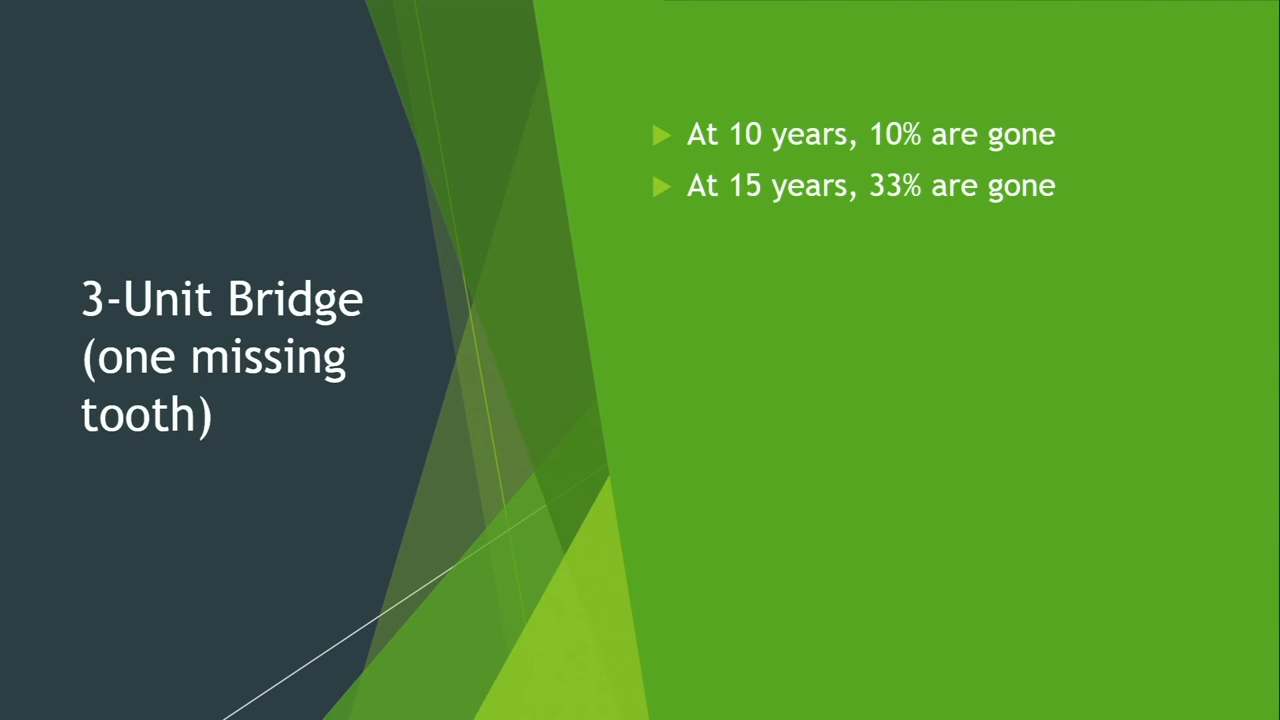 3-Unit Bridge
(one missing
tooth)
At 10 years, 10% are gone
At 15 years, 33% are gone